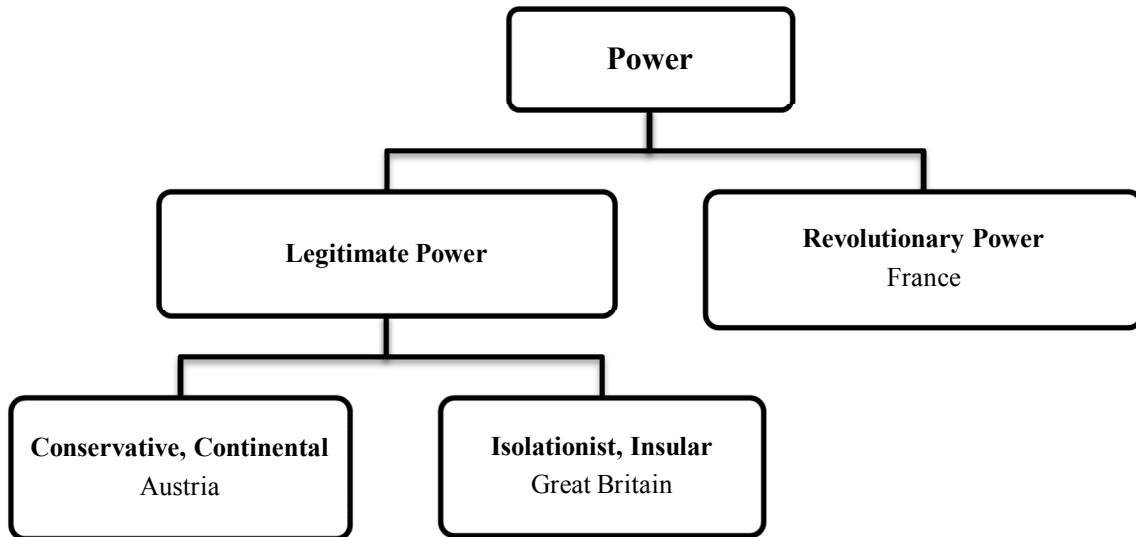 Power
Legitimate Power
Revolutionary Power
France
Conservative, Continental
Austria
Isolationist, Insular
Great Britain